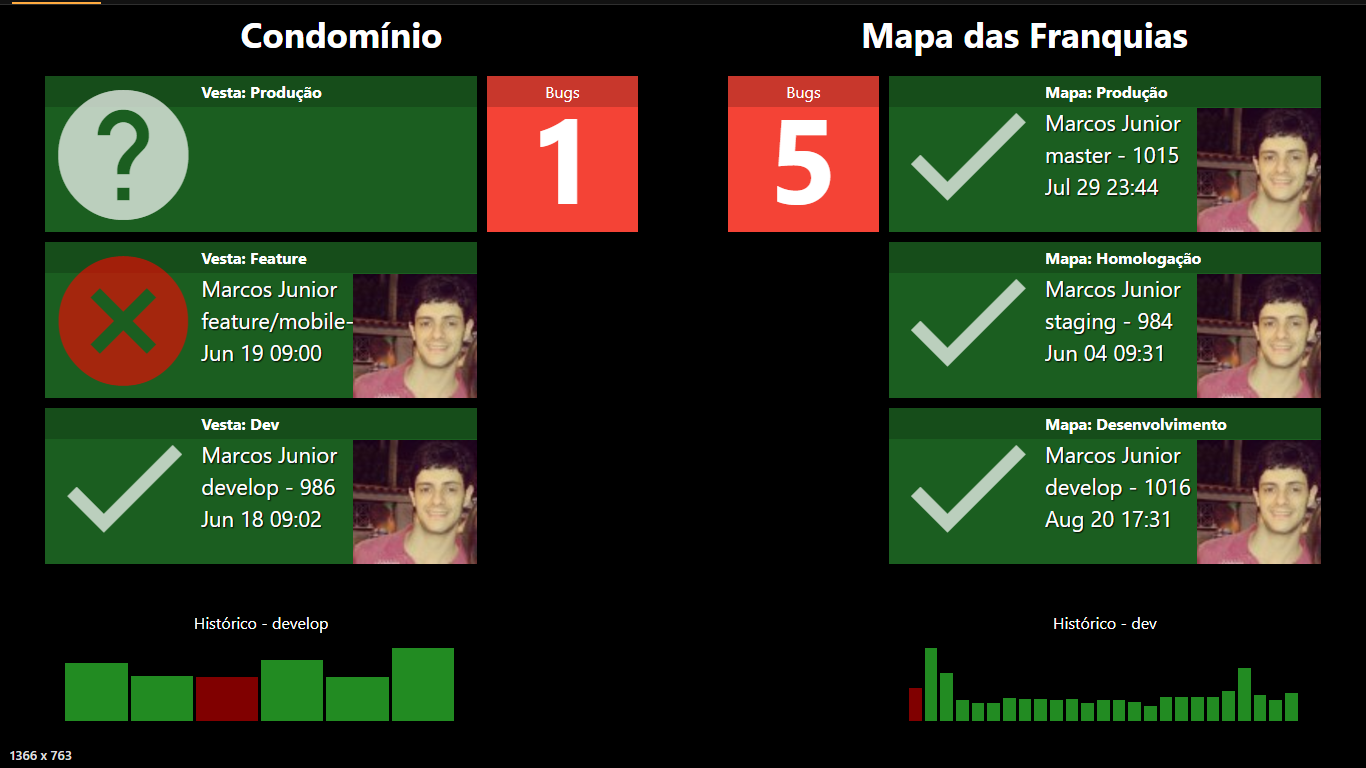 Condomínio
Vesta: Produção
Bugs
1
Vesta: Feature
Marcos Junior
feature/mobile-
Jun 19 09:00
Vesta: Dev
Marcos Junior
develop - 986
Jun 18 09:02
Histórico - develop
Mapa das Franquias
Bugs
5
Mapa: Produção
Marcos Junior
master - 1015
Jul 29 23:44
Mapa: Homologação
Marcos Junior
staging - 984
Jun 04 09:31
Mapa: Desenvolvimento
Marcos Junior
develop - 1016
Aug 20 17:31
Histórico - dev
1366 x 763